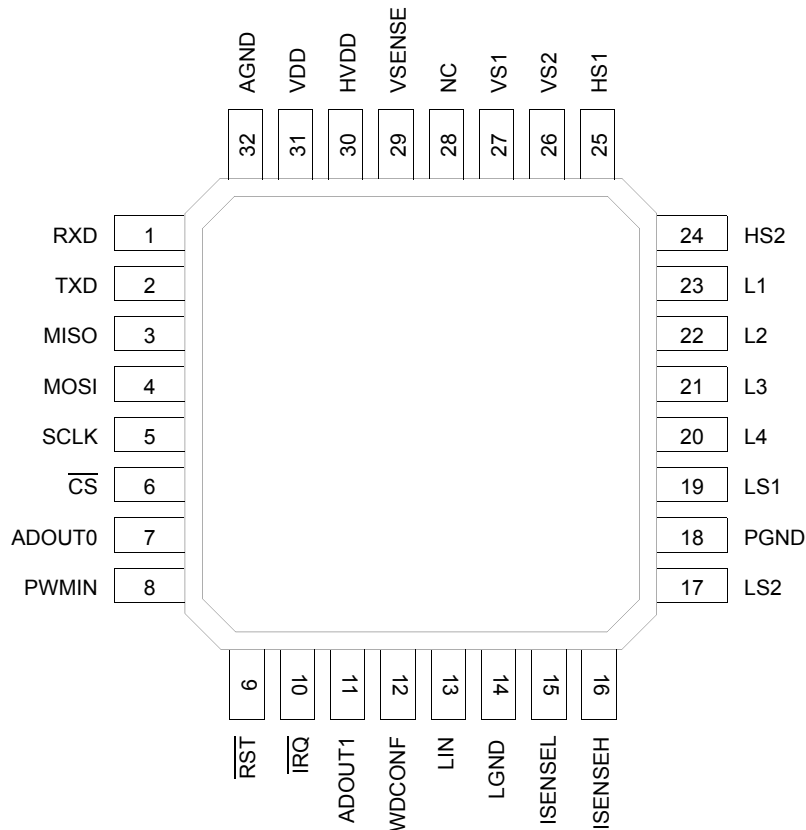 AGND
VDD
HVDD
VSENSE
NC
VS1
VS2
HS1
32
31
30
29
28
27
26
25
RXD 1
TXD 2
MISO 3
MOSI 4
SCLK 5
C̅S̅ 6
ADOUT0 7
PWMIN 8
24 HS2
23 L1
22 L2
21 L3
20 L4
19 LS1
18 PGND
17 LS2
9
10
11
12
13
14
15
16
R̅S̅T̅
I̅R̅Q̅
ADOUT1
WDCONF
LIN
LGND
ISENSEL
ISENSEH